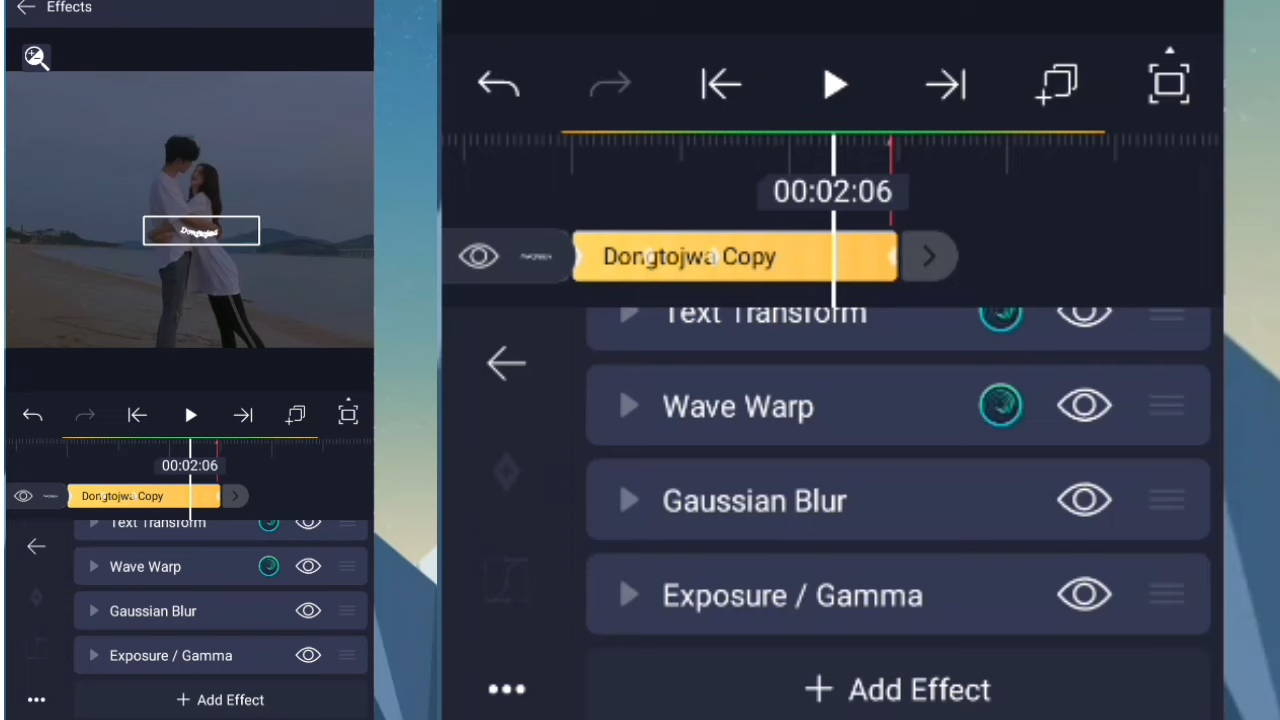 Effects
Dongtojwa
00:02:06
Dongtojwa Copy
Text Transform
Wave Warp
Gaussian Blur
Exposure / Gamma
+ Add Effect
00:02:06
Dongtojwa Copy
Text Transform
Wave Warp
Gaussian Blur
Exposure / Gamma
+ Add Effect